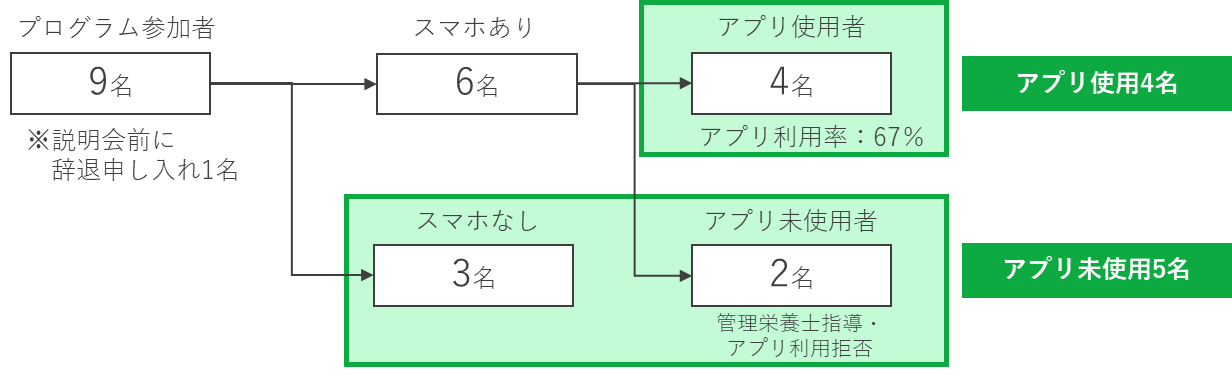 プログラム参加者
9名
※説明会前に
辞退申し入れ1名
スマホあり
6名
アプリ使用者
4名
アプリ利用率：67%
アプリ使用4名
スマホなし
3名
アプリ未使用者
2名
管理栄養士指導・
アプリ利用拒否
アプリ未使用5名